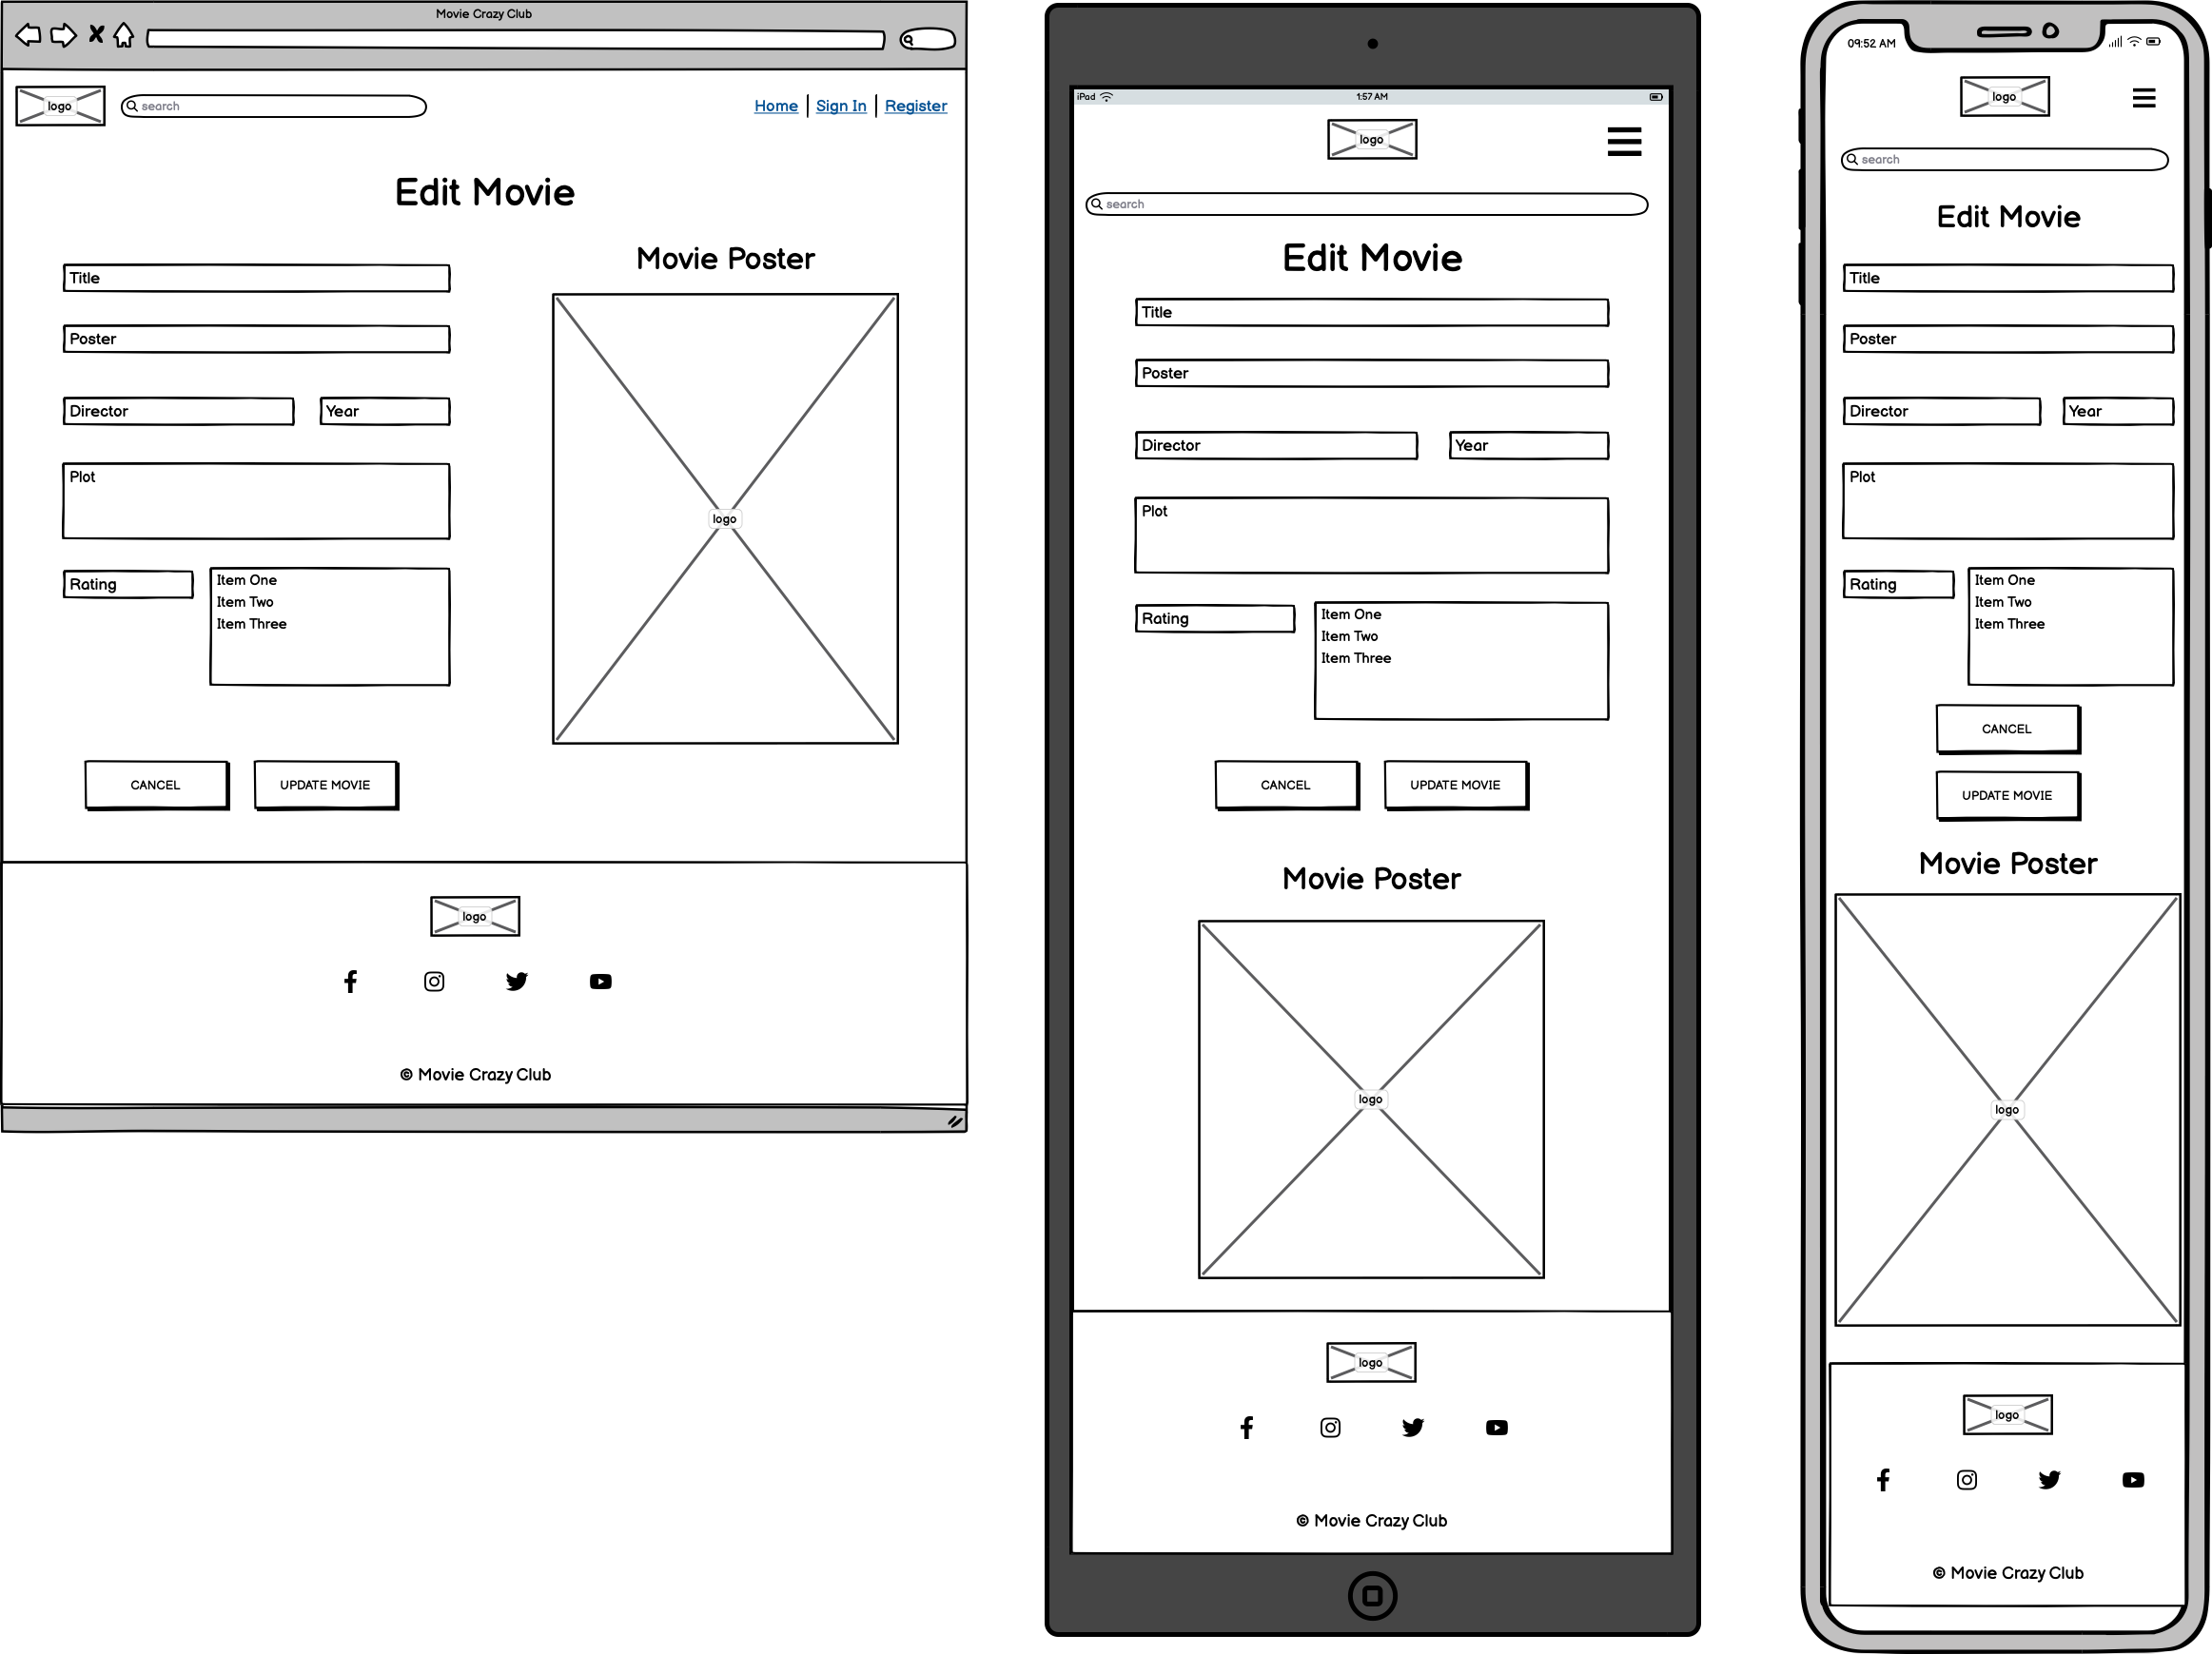 Movie Crazy Club
logo
search
Home | Sign In | Register
Edit Movie
Movie Poster
Title
Poster
Director
Year
Plot
logo
Rating
Item One
Item Two
Item Three
CANCEL
UPDATE MOVIE
logo
© Movie Crazy Club
iPad
1:57 AM
logo
search
Edit Movie
Title
Poster
Director
Year
Plot
Rating
Item One
Item Two
Item Three
CANCEL
UPDATE MOVIE
Movie Poster
logo
logo
© Movie Crazy Club
09:52 AM
logo
search
Edit Movie
Title
Poster
Director
Year
Plot
Rating
Item One
Item Two
Item Three
CANCEL
UPDATE MOVIE
Movie Poster
logo
logo
© Movie Crazy Club